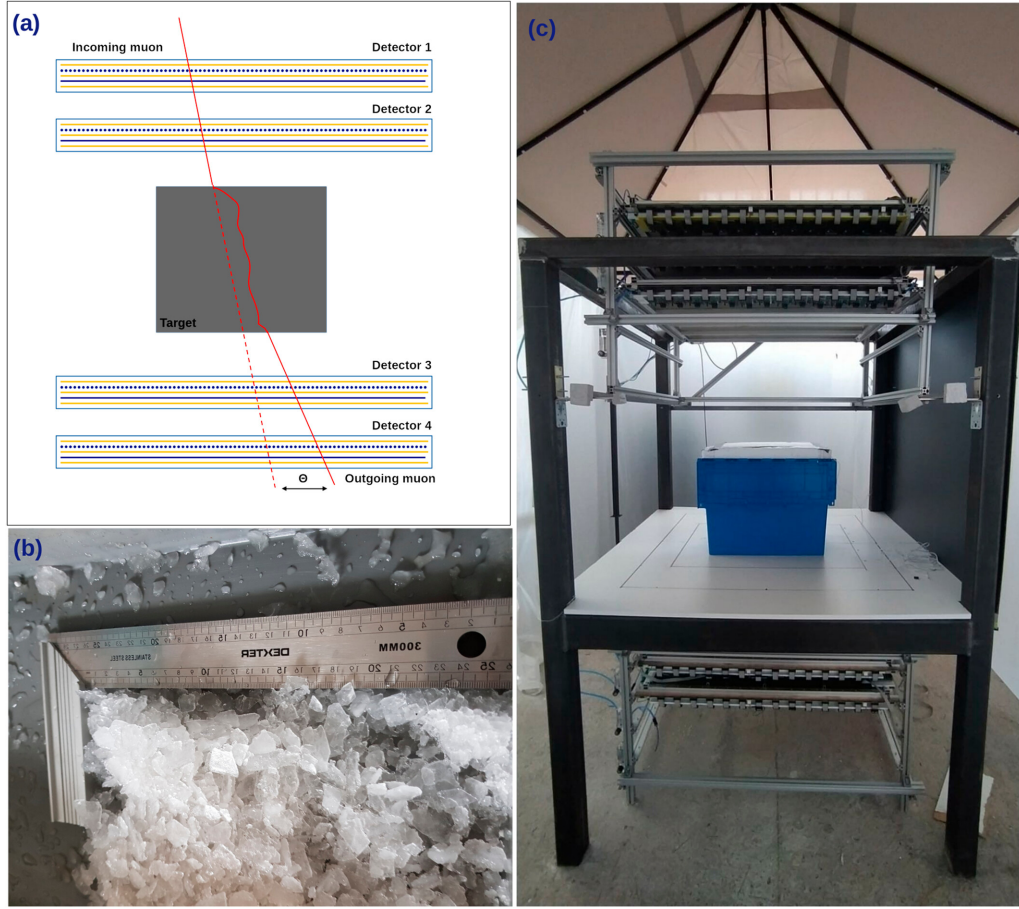 (a)
Incoming muon
Detector 1
Detector 2
Target
Detector 3
Detector 4
Θ
Outgoing muon
(b)
STAINLESS STEEL
DEXTER
300MM
(c)